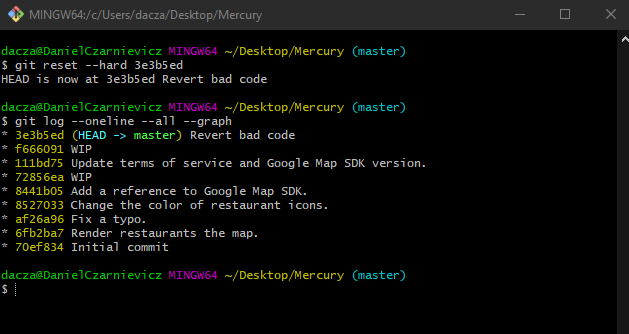 MINGW64:/c/Users/dacza/Desktop/Mercury
dacza@DanielCzarnievicz MINGW64 ~/Desktop/Mercury (master)
$ git reset --hard 3e3b5ed
HEAD is now at 3e3b5ed Revert bad code
dacza@DanielCzarnievicz MINGW64 ~/Desktop/Mercury (master)
$ git log --oneline --all --graph
* 3e3b5ed (HEAD -> master) Revert bad code
* f666091 WIP
* 111bd75 Update terms of service and Google Map SDK version.
* 72856ea WIP
* 8441b05 Add a reference to Google Map SDK.
* 8527033 Change the color of restaurant icons.
* af26a96 Fix a typo.
* 6fb2ba7 Render restaurants the map.
* 70ef834 Initial commit
dacza@DanielCzarnievicz MINGW64 ~/Desktop/Mercury (master)
$